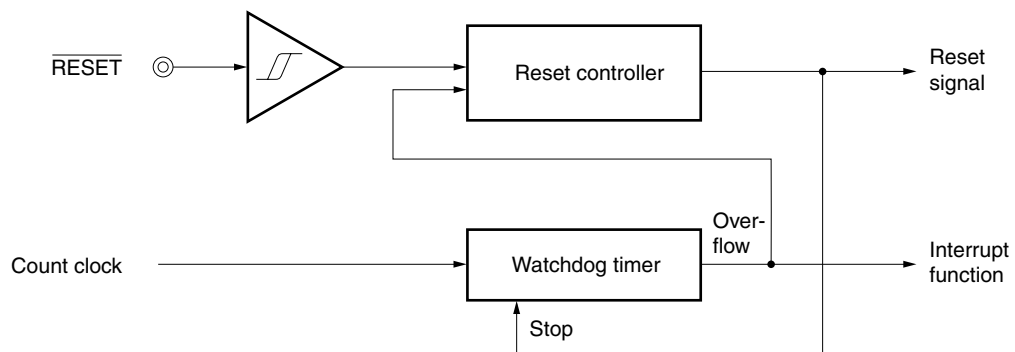 RESET
Reset controller
Reset
signal
Over-
flow
Count clock
Watchdog timer
Interrupt
function
Stop